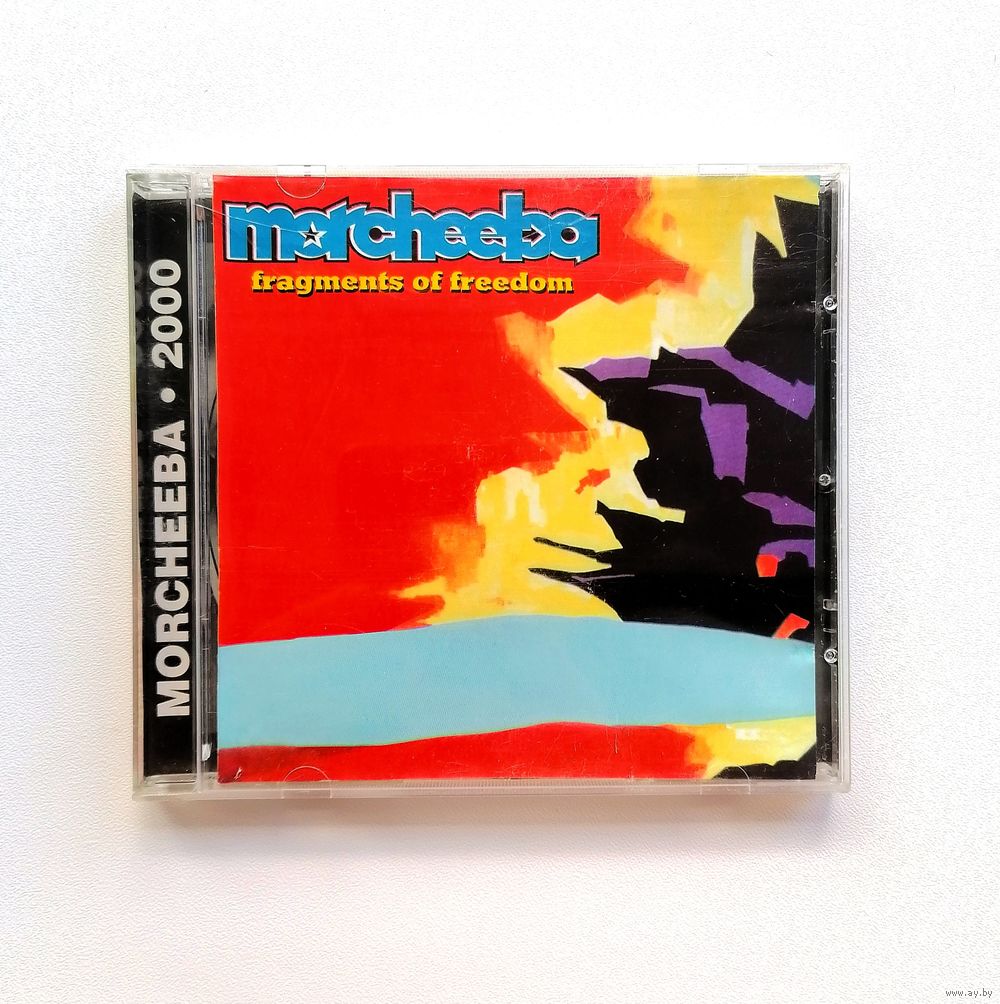 morcheeba
fragments of freedom
MORCHEEBA • 2000
www.ay.by